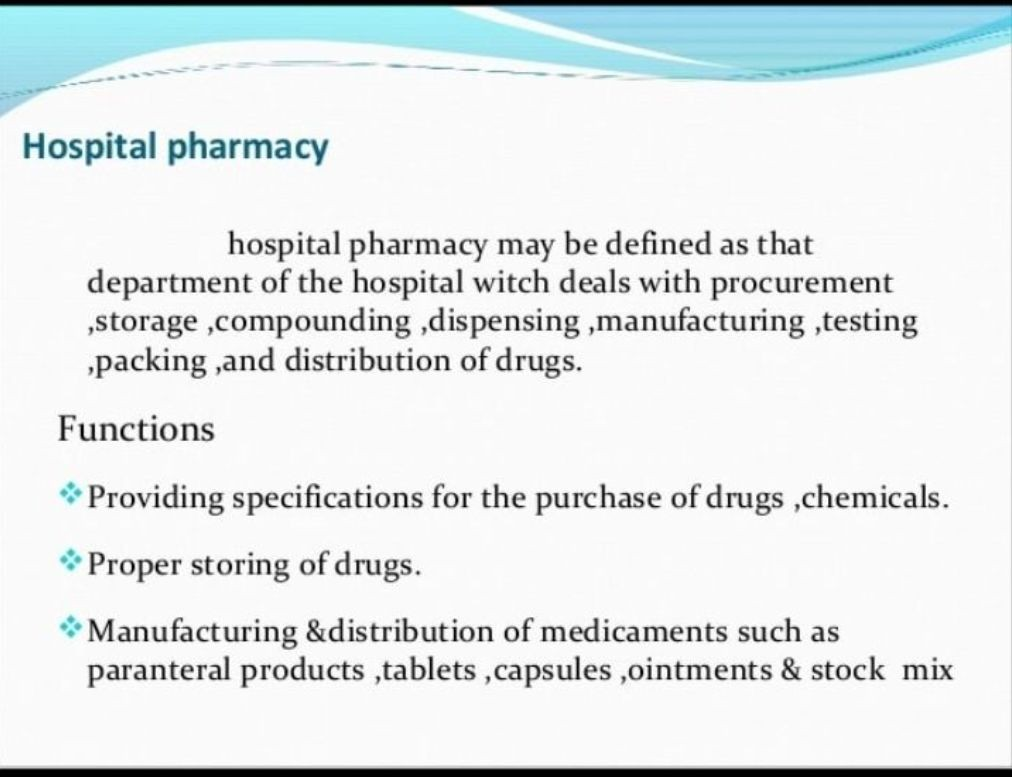 Hospital pharmacy
hospital pharmacy may be defined as that
department of the hospital witch deals with procurement
,storage ,compounding ,dispensing ,manufacturing ,testing
,packing ,and distribution of drugs.
Functions
❖Providing specifications for the purchase of drugs ,chemicals.
❖Proper storing of drugs.
❖Manufacturing &distribution of medicaments such as
paranteral products ,tablets ,capsules ,ointments & stock  mix